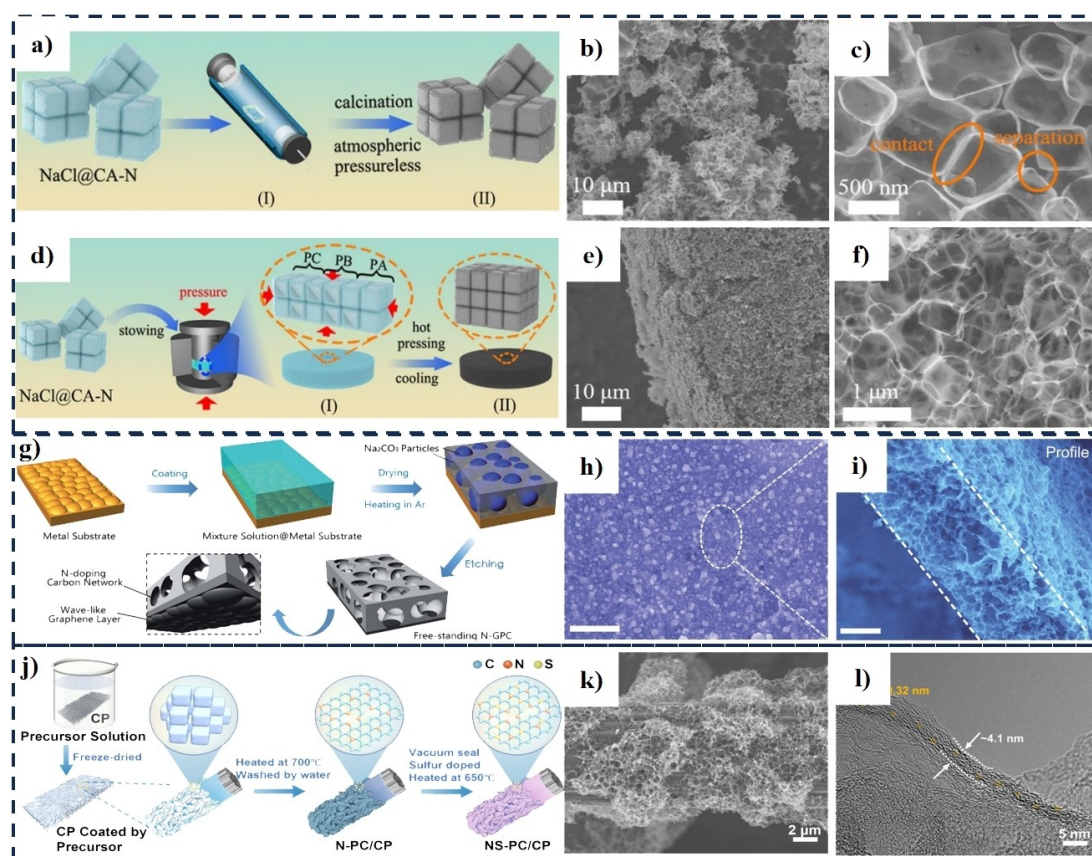 a)
NaCl@CA-N
(I)
calcination
atmospheric
pressureless
(II)
b)
10 μm
c)
contact
separation
500 nm
d)
NaCl@CA-N
stowing
pressure
PC
PB
PA
(I)
hot
pressing
cooling
(II)
e)
10 μm
f)
1 μm
g)
Metal Substrate
Coating
Mixture Solution@Metal Substrate
Drying
Heating in Ar
Na₂CO₃ Particles
Etching
N-doping
Carbon Network
Wave-like
Graphene Layer
Free-standing N-GPC
h)
i)
Profile
j)
CP
Precursor Solution
Freeze-dried
CP Coated by
Precursor
Heated at 700℃
Washed by water
N-PC/CP
C N S
Vacuum seal
Sulfur doped
Heated at 650℃
NS-PC/CP
k)
2 μm
l)
.32 nm
~4.1 nm
5 nm